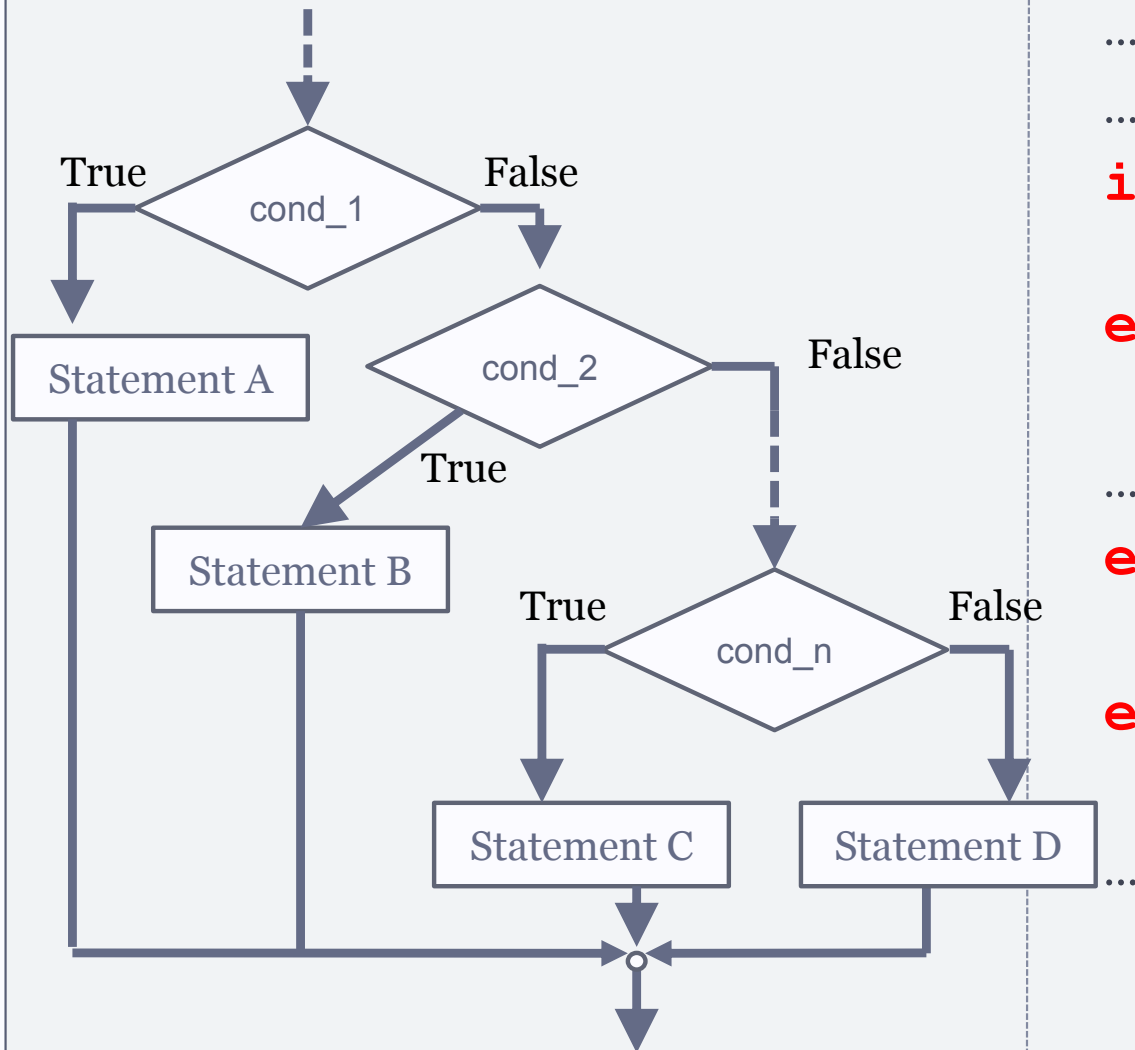 True
False
cond_1
Statement A
cond_2
False
True
Statement B
True
False
cond_n
Statement C
Statement D
...
...
i
e
...
e
e
...